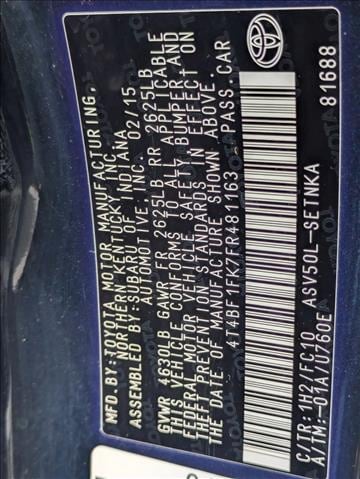 MFD.BY:TOYOTA MOTOR MANUFACTURING,
NORTHERN KENTUCKY, INC.
ASSEMBLED BY:SUBARU OF INDIANA
AUTOMOTIVE, INC. 02/15
GVWR 4630LB GAWR FR 2625LB RR 2625LB
THIS VEHICLE CONFORMS TO ALL APPLICABLE
FEDERAL MOTOR VEHICLE SAFETY, BUMPER, AND
THEFT PREVENTION STANDARDS IN EFFECT ON
THE DATE OF MANUFACTURE SHOWN ABOVE.
4T4BF1FK7FR481163 PASS.CAR
C/TR:1H2/FC10 ASV50L-SETNKA
A/TM:-03A/U760E 81688